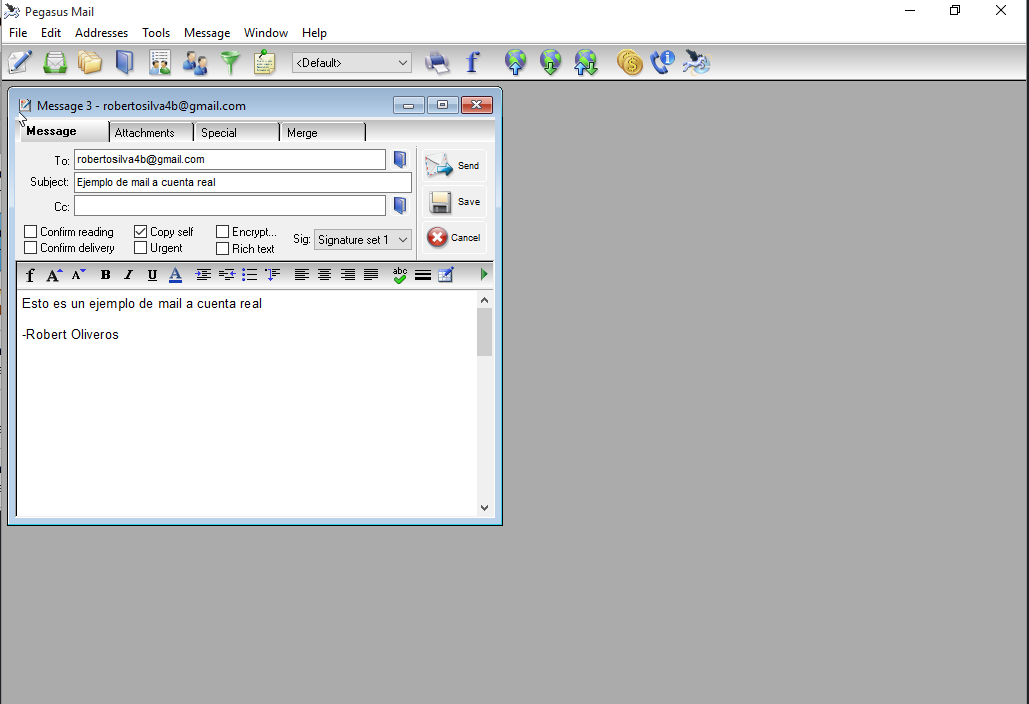 Pegasus Mail
File Edit Addresses Tools Message Window Help
<Default>
Message 3 - robertosilva4b@gmail.com
Message Attachments Special Merge
To: robertosilva4b@gmail.com
Send
Subject: Ejemplo de mail a cuenta real
Save
Cc:
Confirm reading Copy self Encrypt...
Sig: Signature set 1
Cancel
Confirm delivery Urgent Rich text
f A A B I U A abc
Esto es un ejemplo de mail a cuenta real
-Robert Oliveros